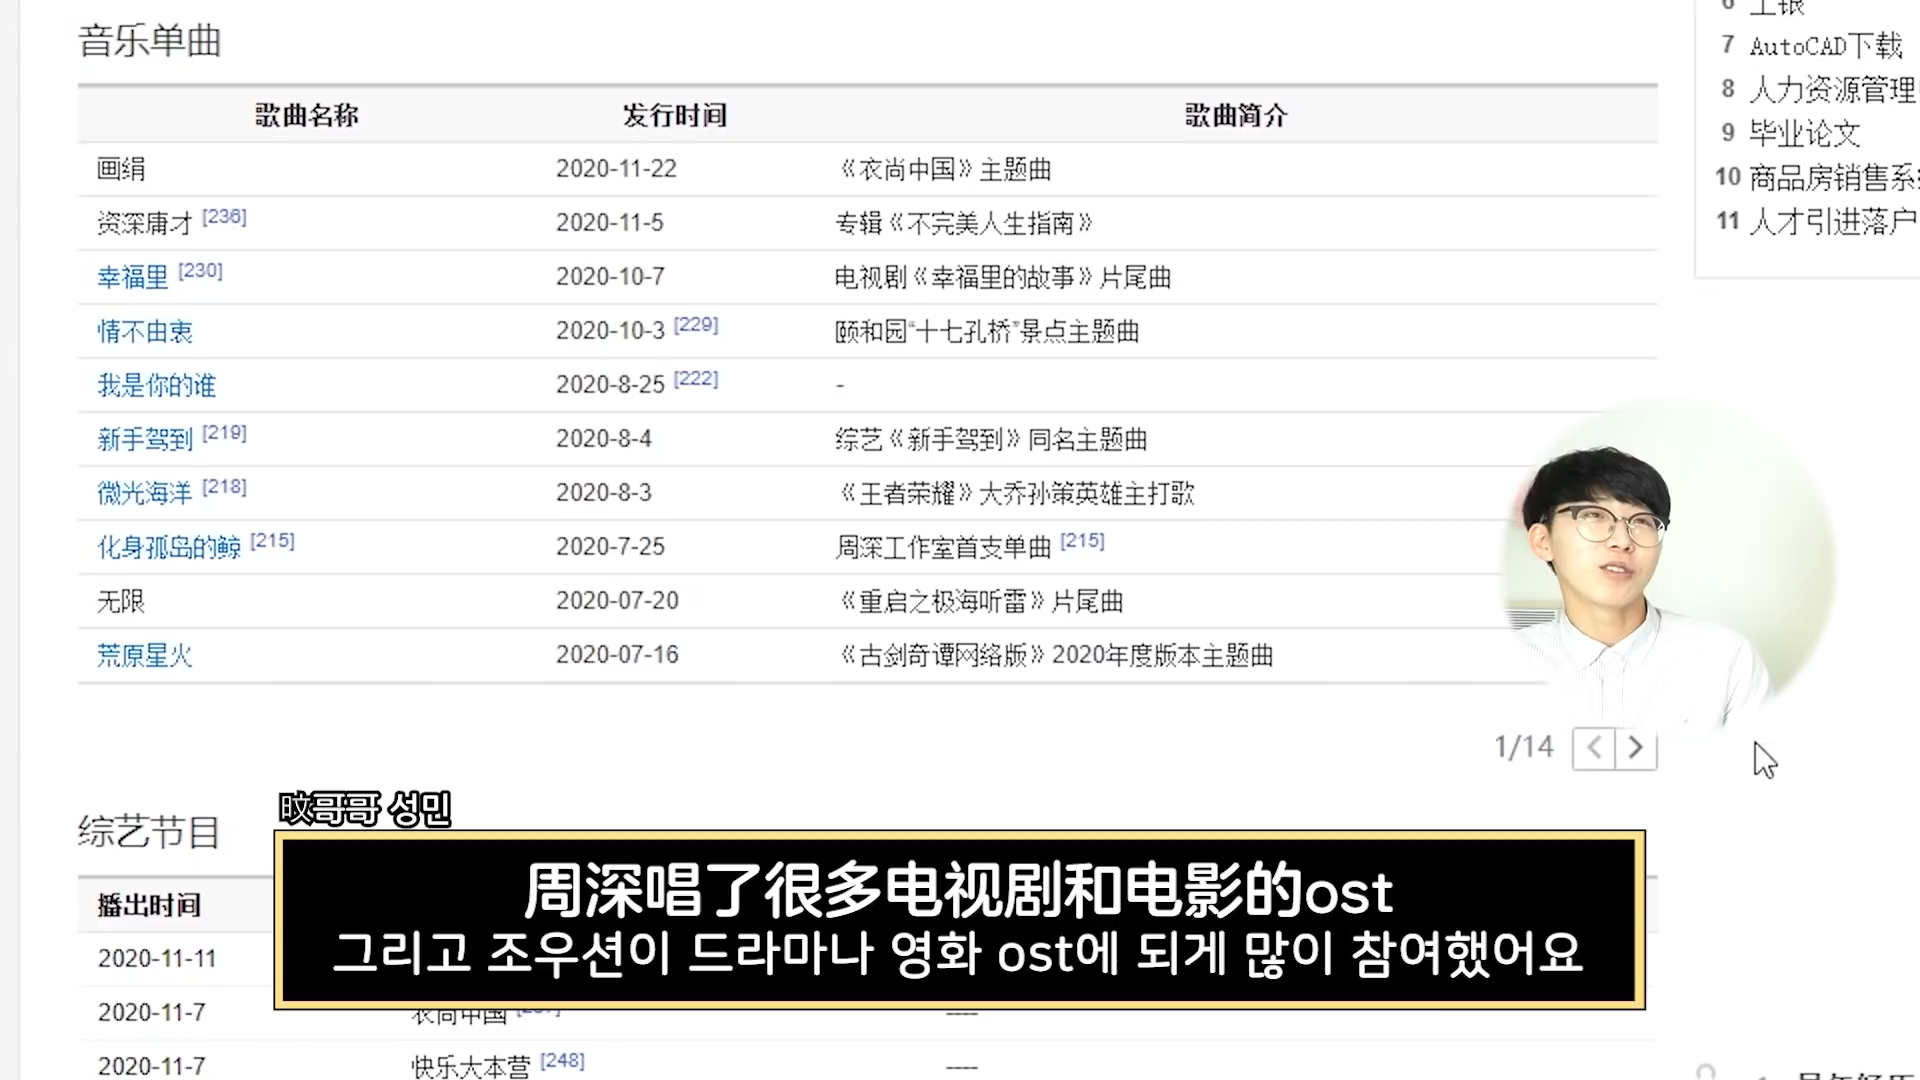 音乐单曲
歌曲名称 发行时间 歌曲简介
画绢 2020-11-22 《衣尚中国》主题曲
资深庸才 [236] 2020-11-5 专辑《不完美人生指南》
幸福里 [230] 2020-10-7 电视剧《幸福里的故事》片尾曲
情不由衷 2020-10-3 [229] 颐和园“十七孔桥”景点主题曲
我是你的谁 2020-8-25 [222] -
新手驾到 [219] 2020-8-4 综艺《新手驾到》同名主题曲
微光海洋 [218] 2020-8-3 《王者荣耀》大乔孙策英雄主打歌
化身孤岛的鲸 [215] 2020-7-25 周深工作室首支单曲 [215]
无限 2020-07-20 《重启之极海听雷》片尾曲
荒原星火 2020-07-16 《古剑奇谭网络版》2020年度版本主题曲
1/14
7 AutoCAD下载
8 人力资源管理
9 毕业论文
10 商品房销售系
11 人才引进落户
综艺节目
播出时间
2020-11-11
2020-11-7 衣尚中国
2020-11-7 快乐大本营 [248] ----
旼哥哥 성민
周深唱了很多电视剧和电影的ost
그리고 조우션이 드라마나 영화 ost에 되게 많이 참여했어요